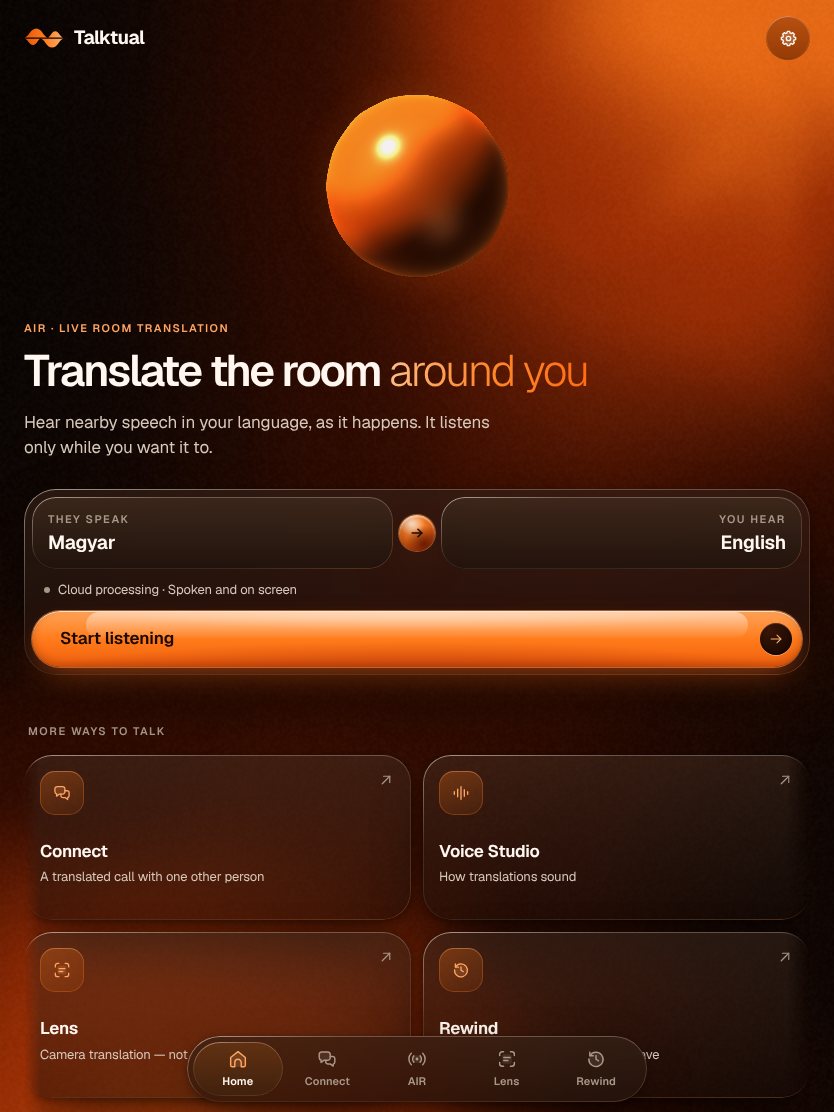 Talktual
AIR · LIVE ROOM TRANSLATION
Translate the room around you
Hear nearby speech in your language, as it happens. It listens
only while you want it to.
THEY SPEAK
Magyar
YOU HEAR
English
Cloud processing · Spoken and on screen
Start listening
MORE WAYS TO TALK
Connect
A translated call with one other person
Voice Studio
How translations sound
Lens
Camera translation — not
Rewind
Home
Connect
AIR
Lens
Rewind